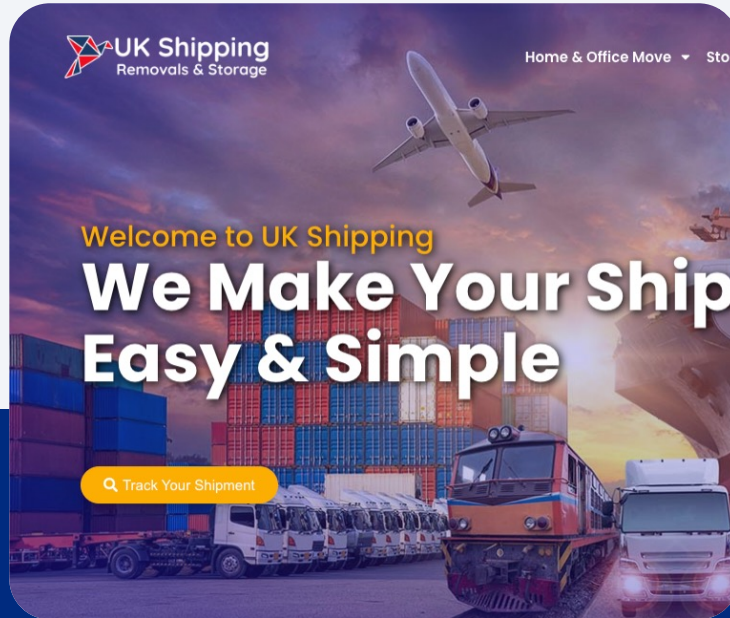 UK Shipping
Removals & Storage
Home & Office Move
Sto
Welcome to UK Shipping
We Make Your Ship
Easy & Simple
Track Your Shipment